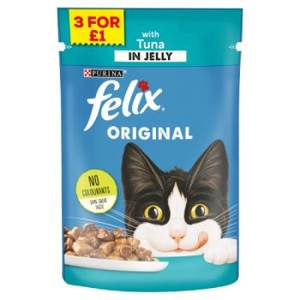 3 FOR
£1
with
Tuna
IN JELLY
PURINA
felix
ORIGINAL
NO
COLOURANTS